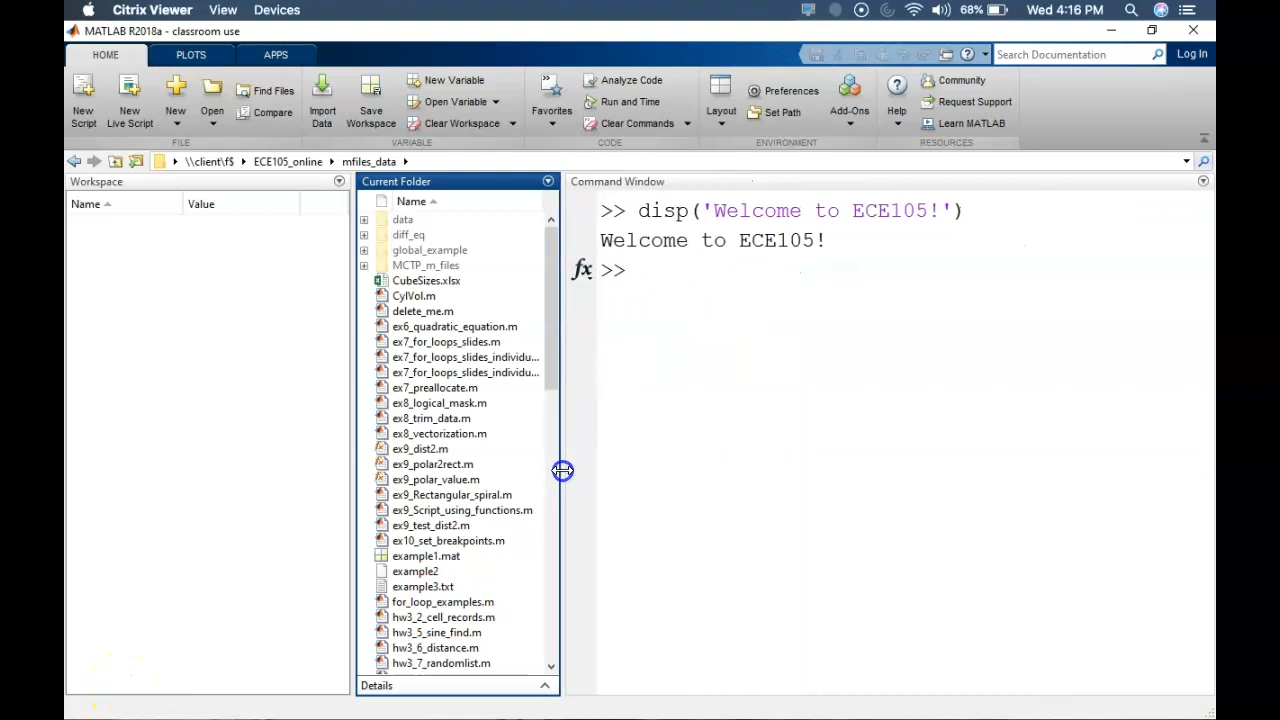 Citrix Viewer View Devices 68% Wed 4:16 PM
MATLAB R2018a - classroom use
HOME PLOTS APPS Search Documentation Log In
New Script
New Live Script
New
Open
Find Files
Compare
Import Data
Save Workspace
New Variable
Open Variable
Clear Workspace
Favorites
Analyze Code
Run and Time
Clear Commands
Layout
Preferences
Set Path
Add-Ons
Help
Community
Request Support
Learn MATLAB
FILE VARIABLE CODE ENVIRONMENT RESOURCES
\\client\f$ ECE105_online mfiles_data
Workspace
Name Value
Current Folder
Name
data
diff_eq
global_example
MCTP_m_files
CubeSizes.xlsx
CylVol.m
delete_me.m
ex6_quadratic_equation.m
ex7_for_loops_slides.m
ex7_for_loops_slides_individu...
ex7_for_loops_slides_individu...
ex7_preallocate.m
ex8_logical_mask.m
ex8_trim_data.m
ex8_vectorization.m
ex9_dist2.m
ex9_polar2rect.m
ex9_polar_value.m
ex9_Rectangular_spiral.m
ex9_Script_using_functions.m
ex9_test_dist2.m
ex10_set_breakpoints.m
example1.mat
example2
example3.txt
for_loop_examples.m
hw3_2_cell_records.m
hw3_5_sine_find.m
hw3_6_distance.m
hw3_7_randomlist.m
Details
Command Window
>> disp('Welcome to ECE105!')
Welcome to ECE105!
fx >>